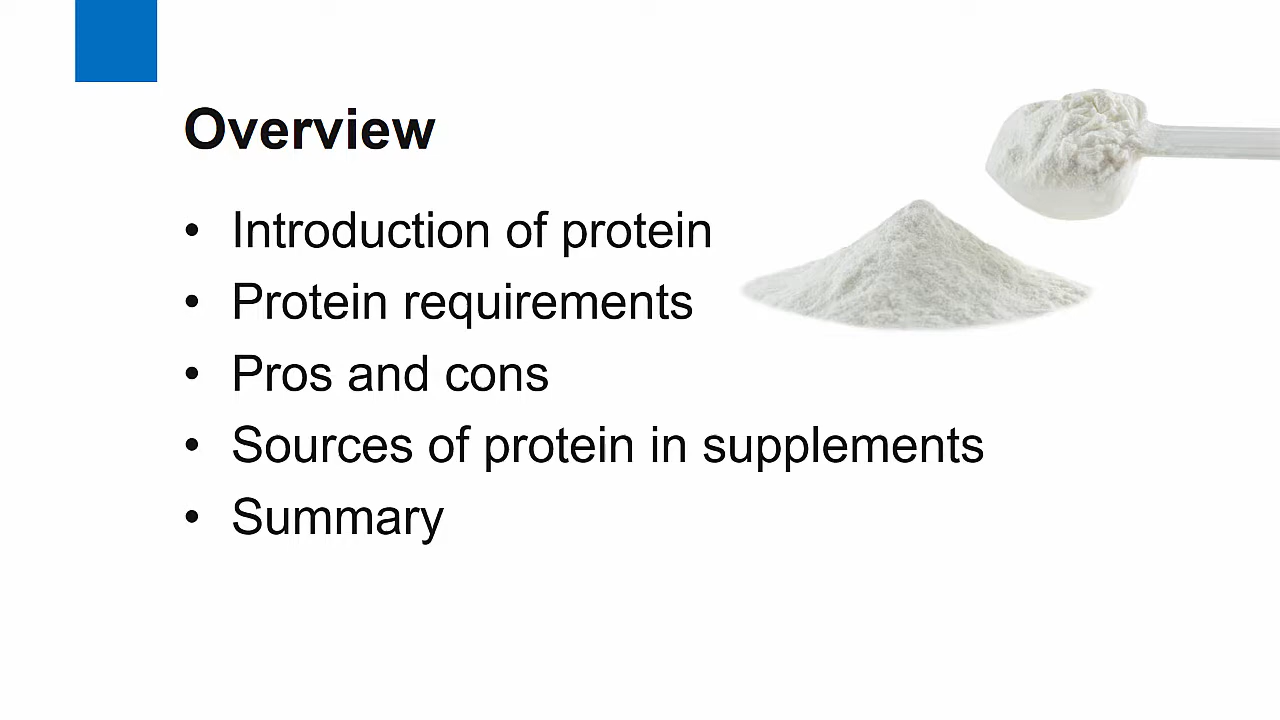 Overview
• Introduction of protein
• Protein requirements
• Pros and cons
• Sources of protein in supplements
• Summary